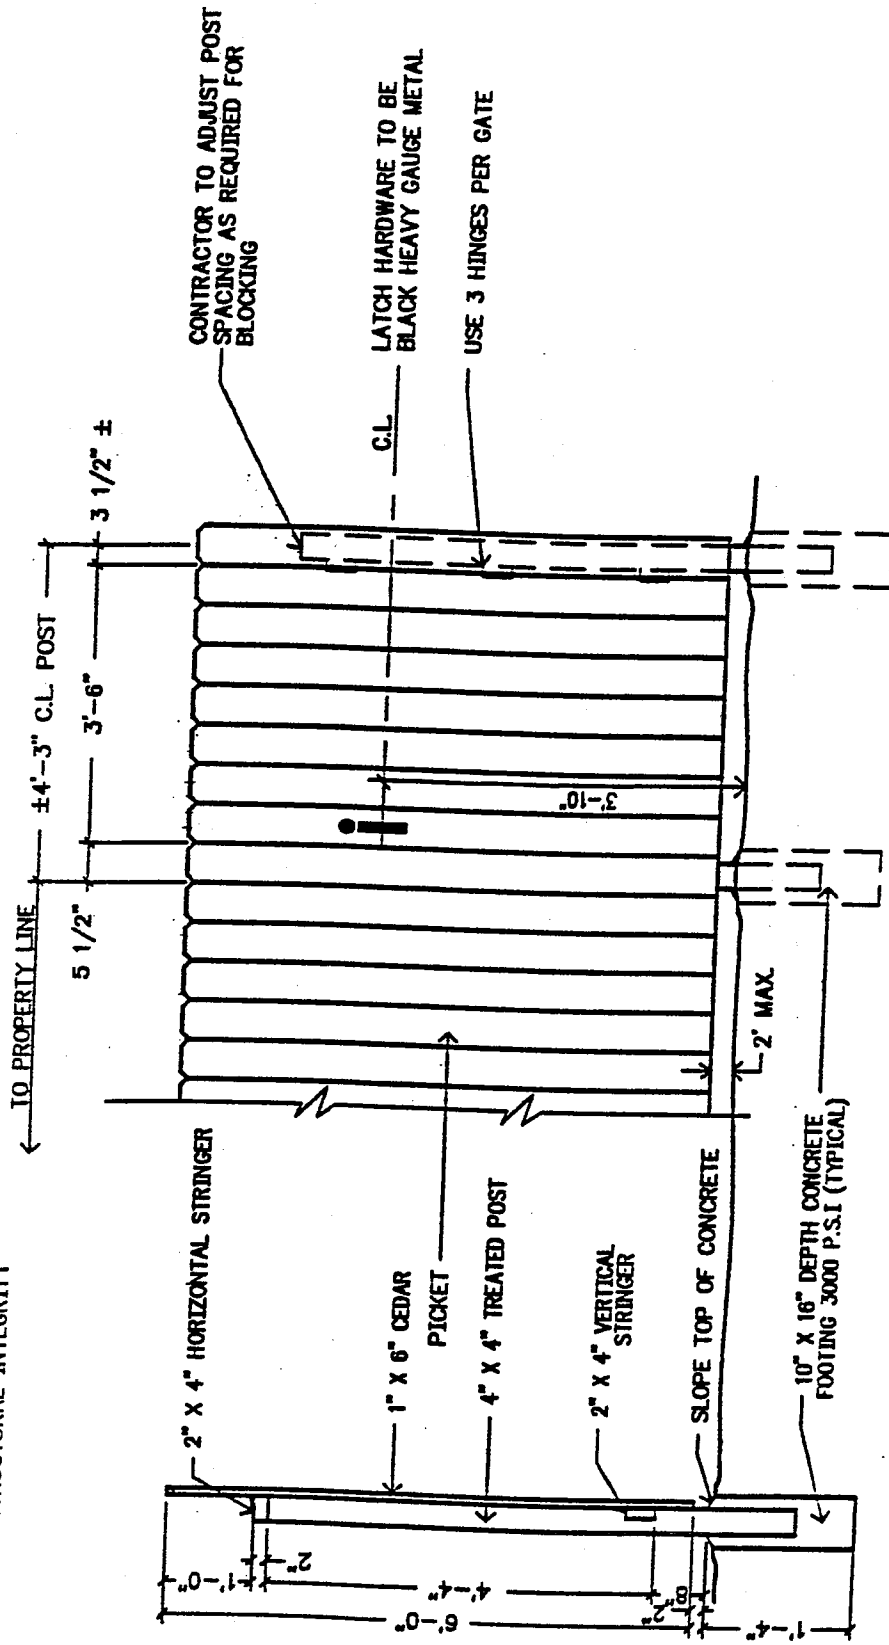 TO PROPERTY LINE
±4'-3" C.L. POST
5 1/2"
3'-6"
3 1/2" ±
CONTRACTOR TO ADJUST POST
SPACING AS REQUIRED FOR
BLOCKING
C.L.
LATCH HARDWARE TO BE
BLACK HEAVY GAUGE METAL
USE 3 HINGES PER GATE
3'-10"
2' MAX.
2" X 4" HORIZONTAL STRINGER
1" X 6" CEDAR
PICKET
4" X 4" TREATED POST
2" X 4" VERTICAL
STRINGER
SLOPE TOP OF CONCRETE
10" X 16" DEPTH CONCRETE
FOOTING 3000 P.S.I (TYPICAL)
1'-0"
2"
4'-4"
6'-0"
8"
2"
1'-4"